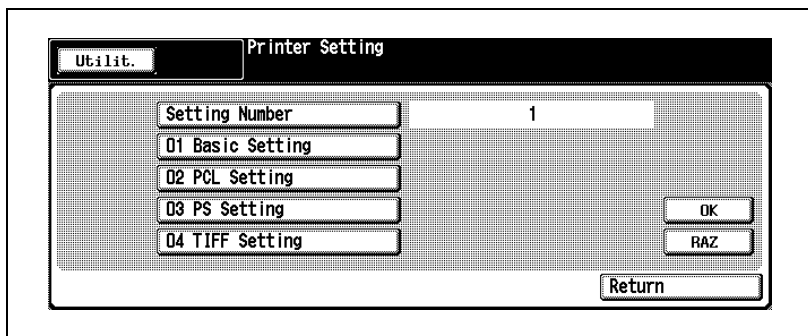 Printer Setting
Utilit.
Setting Number 1
01 Basic Setting
02 PCL Setting
03 PS Setting
OK
04 TIFF Setting
RAZ
Return